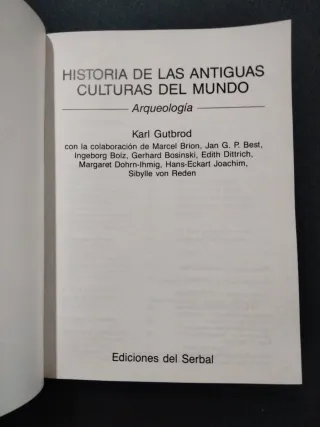 HISTORIA DE LAS ANTIGUAS
CULTURAS DEL MUNDO
Arqueología
Karl Gutbrod
con la colaboración de Marcel Brion, Jan G. P. Best,
Ingeborg Bolz, Gerhard Bosinski, Edith Dittrich,
Margaret Dohrn-Ihmig, Hans-Eckart Joachim,
Sibylle von Reden
Ediciones del Serbal